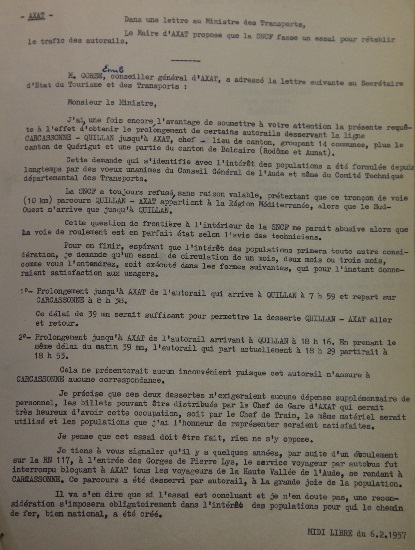 - AXAT -
Dans une lettre au Ministre des Transports,
Le Maire d'AXAT propose que la SNCF fasse un essai pour rétablir
le trafic des autorails.
M. GORSE, conseiller général d'AXAT, a adressé la lettre suivante au Secrétaire
d'Etat du Tourisme et des Transports :
Monsieur le Ministre,
J'ai, une fois encore l'avantage de soumettre à votre attention la présente requê-
te à l'effet d'obtenir le prolongement de certains autorails desservant la ligne
CARCASSONNE - QUILLAN jusqu'à AXAT, chef - lieu de canton, groupant 14 communes, plus le
canton de Quérigut et une partie du canton de Belcaire (Rodome et Aunat).
Cette demande qui s'identifie avec l'intérêt des populations a été formulée depuis
longtemps par des voeux unanimes du Conseil Général de l'Aude et même du Comité Technique
départemental des Transports.
La SNCF a toujours refusé, sans raison valable, prétextant que ce tronçon de voie
(10 km) parcours QUILLAN - AXAT appartient à la Région Méditerranée, alors que le Sud-
Ouest n'arrive que jusqu'à QUILLAN.
Cette question de frontière à l'intérieur de la SNCF me parait abusive alors que
la voie de roulement est en parfait état selon l'avis des techniciens.
Pour en finir, espérant que l'intérêt des populations primera toute autre consi-
dération, je demande qu'un essai de circulation de un mois, deux mois ou trois mois,
comme vous l'entendrez, soit exécuté dans les formes suivantes, qui pour l'instant donne-
raient satisfaction aux usagers.
1°- Prolongement jusqu'à AXAT de l'autorail qui arrive à QUILLAN à 7 h 59 et repart sur
CARCASSONNE à 8 h 38.
Ce délai de 39 mn serait suffisant pour permettre la desserte QUILLAN - AXAT aller
et retour.
2°- Prolongement jusqu'à AXAT de l'autorail arrivant à QUILLAN à 18 h 16. En prenant le
même délai du matin 39 mn, l'autorail qui part actuellement à 18 h 29 partirait à
18 h 55.
Cela ne présenterait aucun inconvénient puisque cet autorail n'assure à
CARCASSONNE aucune correspondance.
Je précise que ces deux dessertes n'exigeraient aucune dépense supplémentaire de
personnel, les billets pouvant être distribués par le Chef de Gare d'AXAT qui serait
très heureux d'avoir cette occupation, soit par le Chef de Train, le même matériel serait
utilisé et les populations que j'ai l'honneur de représenter seraient satisfaites.
Je pense que cet essai doit être fait, rien ne s'y oppose.
Je tiens à vous signaler qu'il y a quelques années, par suite d'un éboulement
sur la RN 117, à l'entrée des Gorges de Pierre Lys, le service voyageur par autobus fut
interrompu bloquant à AXAT tous les voyageurs de la Haute Vallée de l'Aude, se rendant à
CARCASSONNE. Ce parcours a été desservi par autorail, à la grande joie de la population.
Il va s'en dire que si l'essai est concluant et je n'en doute pas, une recon-
sidération s'imposera obligatoirement dans l'intérêt des populations pour qui le chemin
de fer, bien national, a été créé.
MIDI LIBRE du 6.2.1957